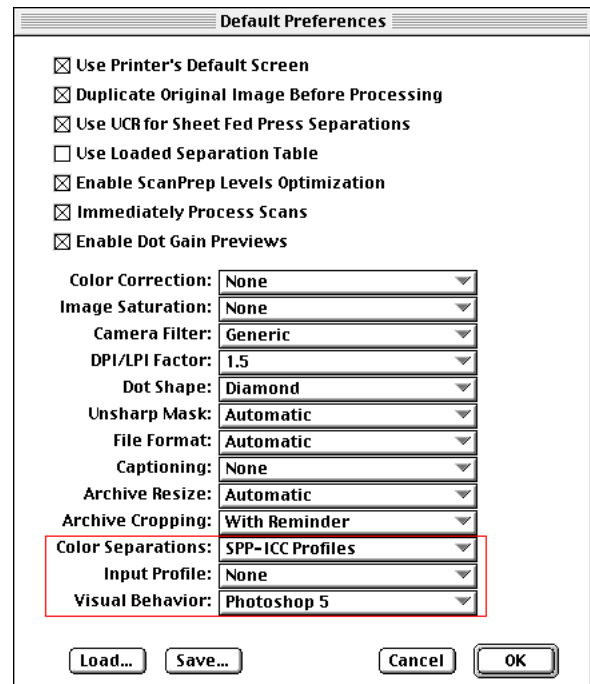 Default Preferences
Use Printer's Default Screen
Duplicate Original Image Before Processing
Use UCR for Sheet Fed Press Separations
Use Loaded Separation Table
Enable ScanPrep Levels Optimization
Immediately Process Scans
Enable Dot Gain Previews
Color Correction: None
Image Saturation: None
Camera Filter: Generic
DPI/LPI Factor: 1.5
Dot Shape: Diamond
Unsharp Mask: Automatic
File Format: Automatic
Captioning: None
Archive Resize: Automatic
Archive Cropping: With Reminder
Color Separations: SPP-ICC Profiles
Input Profile: None
Visual Behavior: Photoshop 5
Load... Save... Cancel OK